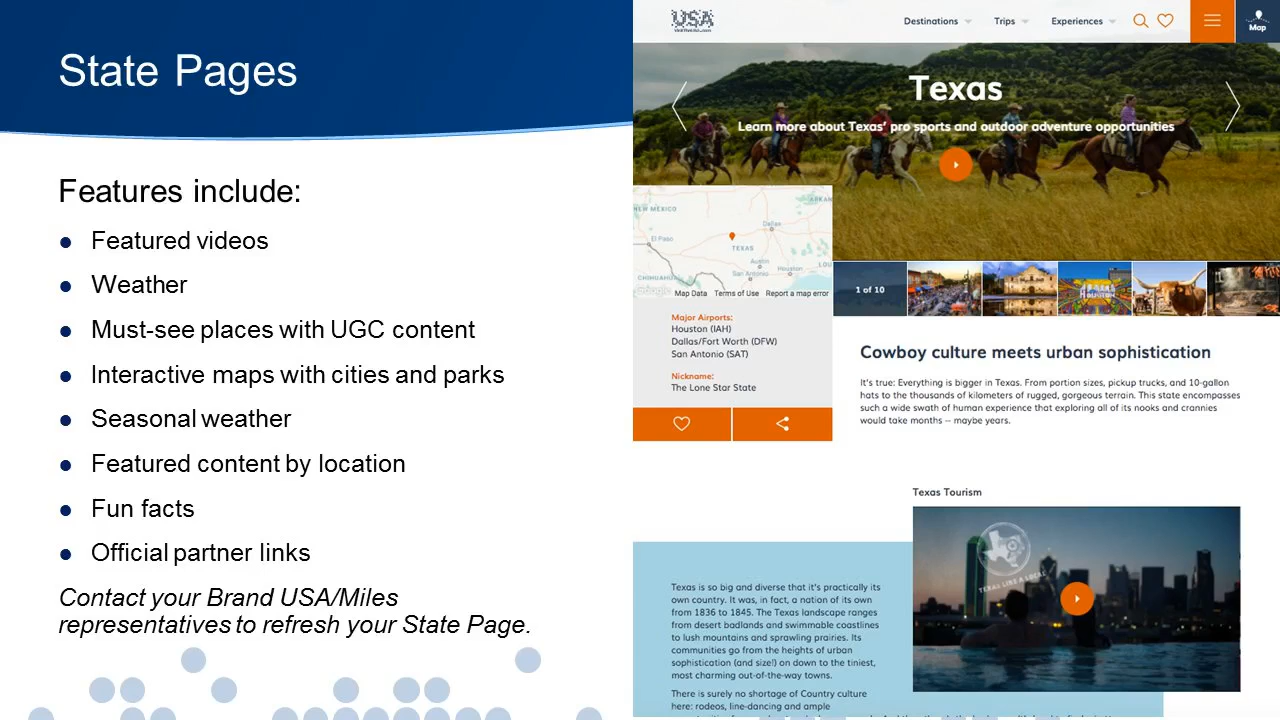 State Pages
Features include:
Featured videos
Weather
Must-see places with UGC content
Interactive maps with cities and parks
Seasonal weather
Featured content by location
Fun facts
Official partner links
Contact your Brand USA/Miles
representatives to refresh your State Page.
USA
Destinations
Trips
Experiences
Map
Texas
Learn more about Texas' pro sports and outdoor adventure opportunities
NEW MEXICO
ARKAN
Dallas
El Paso
TEXAS
Austin
LOU
CHIHUAHUA
San Antonio
Houston
Google
Map Data
Terms of Use
Report a map error
1 of 10
Major Airports:
Houston (IAH)
Dallas/Fort Worth (DFW)
San Antonio (SAT)
Nickname:
The Lone Star State
Cowboy culture meets urban sophistication
It's true: Everything is bigger in Texas. From portion sizes, pickup trucks, and 10-gallon
hats to the thousands of kilometers of rugged, gorgeous terrain. This state encompasses
such a wide swath of human experience that exploring all of its nooks and crannies
would take months – maybe years.
Texas Tourism
TEXAS LIKE A LOCAL
Texas is so big and diverse that it's practically its
own country. It was, in fact, a nation of its own
from 1836 to 1845. The Texas landscape ranges
from desert badlands and swimmable coastlines
to lush mountains and sprawling prairies. Its
communities go from the heights of urban
sophistication (and size!) on down to the tiniest,
most charming out-of-the-way towns.
There is surely no shortage of Country culture
here: rodeos, line-dancing and ample